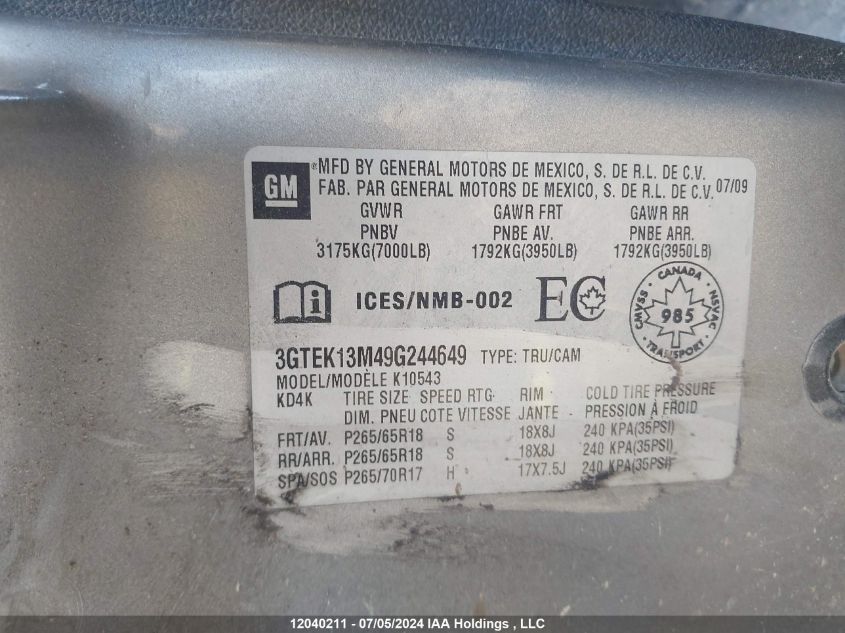 GM
®MFD BY GENERAL MOTORS DE MEXICO, S. DE R.L. DE C.V.
FAB. PAR GENERAL MOTORS DE MEXICO, S. DE R.L. DE C.V. 07/09
GVWR GAWR FRT GAWR RR
PNBV PNBE AV. PNBE ARR.
3175KG(7000LB) 1792KG(3950LB) 1792KG(3950LB)
i ICES/NMB-002 EC
CANADA
CMVSS 985 NSVAC
TRANSPORT
3GTEK13M49G244649 TYPE: TRU/CAM
MODEL/MODÈLE K10543
KD4K TIRE SIZE SPEED RTG RIM COLD TIRE PRESSURE
DIM. PNEU COTE VITESSE JANTE PRESSION À FROID
FRT/AV. P265/65R18 S 18X8J 240 KPA(35PSI)
RR/ARR. P265/65R18 S 18X8J 240 KPA(35PSI)
SPA/SOS P265/70R17 H 17X7.5J 240 KPA(35PSI)
12040211 - 07/05/2024 IAA Holdings , LLC